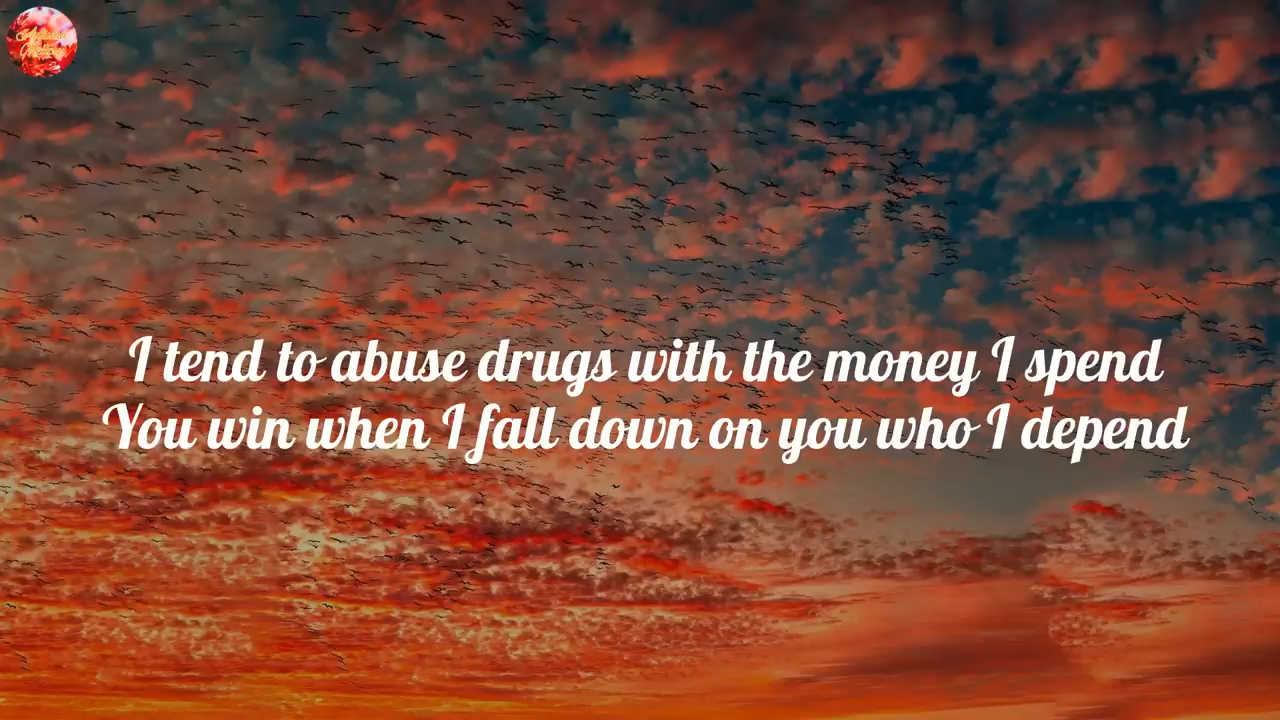 I tend to abuse drugs with the money I spend
You win when I fall down on you who I depend